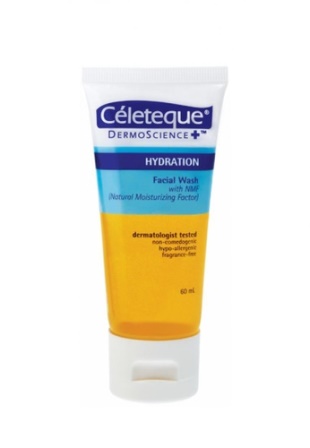 Céleteque®
DERMOSCIENCE+™
HYDRATION
Facial Wash
with NMF
(Natural Moisturizing Factor)
dermatologist tested
non-comedogenic
hypo-allergenic
fragrance-free
60 mL